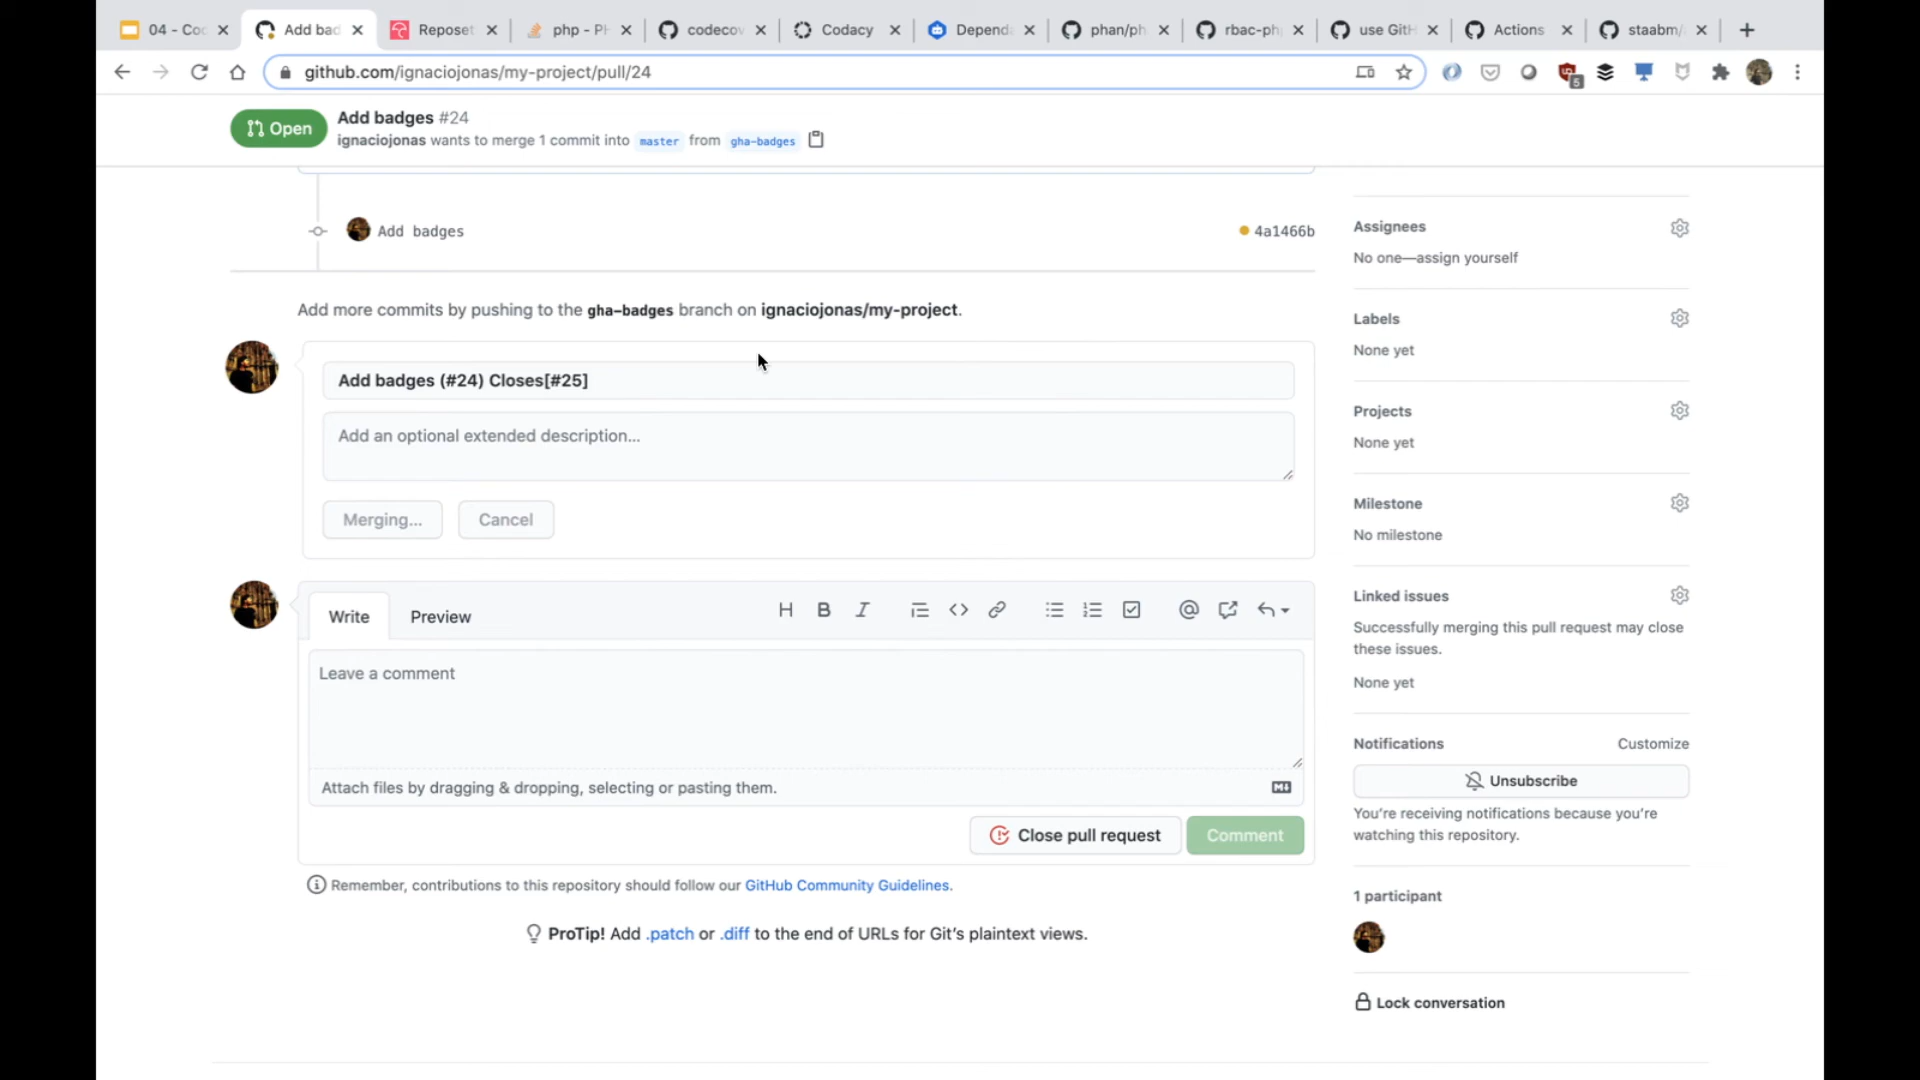 04 - Coc
Add bad
Reposet
php - PH
codecov
Codacy
Depend
phan/ph
rbac-ph
use GitH
Actions
staabm/
github.com/ignaciojonas/my-project/pull/24
5
Open
Add badges #24
ignaciojonas wants to merge 1 commit into master from gha-badges
Add badges
4a1466b
Add more commits by pushing to the gha-badges branch on ignaciojonas/my-project.
Add badges (#24) Closes[#25]
Add an optional extended description...
Merging...
Cancel
Write
Preview
Leave a comment
Attach files by dragging & dropping, selecting or pasting them.
Close pull request
Comment
Remember, contributions to this repository should follow our GitHub Community Guidelines.
ProTip! Add .patch or .diff to the end of URLs for Git's plaintext views.
Assignees
No one—assign yourself
Labels
None yet
Projects
None yet
Milestone
No milestone
Linked issues
Successfully merging this pull request may close
these issues.
None yet
Notifications
Customize
Unsubscribe
You're receiving notifications because you're
watching this repository.
1 participant
Lock conversation